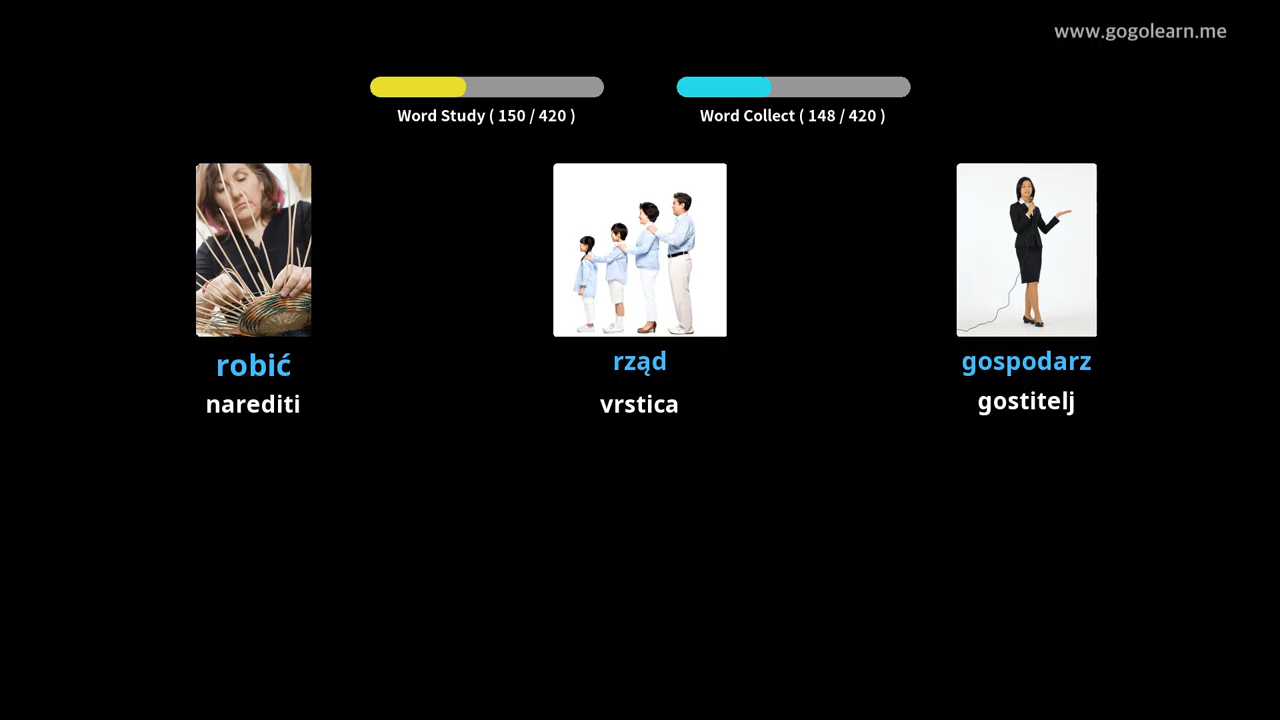 www.gogolearn.me
Word Study ( 150 / 420 )
Word Collect ( 148 / 420 )
robić
rząd
gospodarz
narediti
vrstica
gostitelj